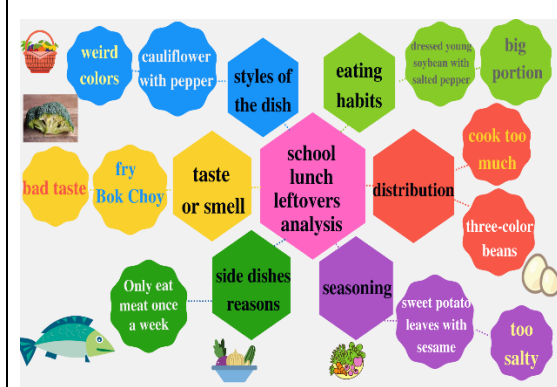 weird
colors
cauliflower
with pepper
styles of
the dish
eating
habits
dressed young
soybean with
salted pepper
big
portion
bad taste
fry
Bok Choy
taste
or smell
school
lunch
leftovers
analysis
distribution
cook too
much
three-color
beans
Only eat
meat once
a week
side dishes
reasons
seasoning
sweet potato
leaves with
sesame
too
salty